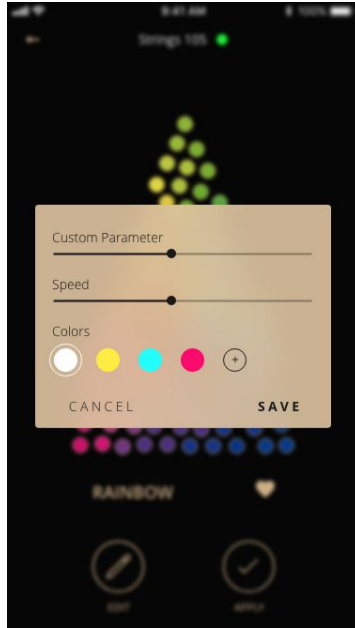 9:41 AM 100%
Strings 105
Custom Parameter
Speed
Colors
+
CANCEL SAVE
RAINBOW
EDIT APPLY